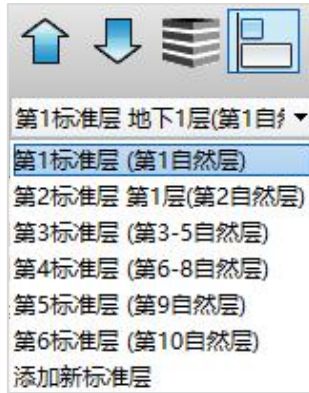 第1标准层 地下1层(第1自
第1标准层 (第1自然层)
第2标准层 第1层(第2自然层)
第3标准层 (第3-5自然层)
第4标准层 (第6-8自然层)
第5标准层 (第9自然层)
第6标准层 (第10自然层)
添加新标准层